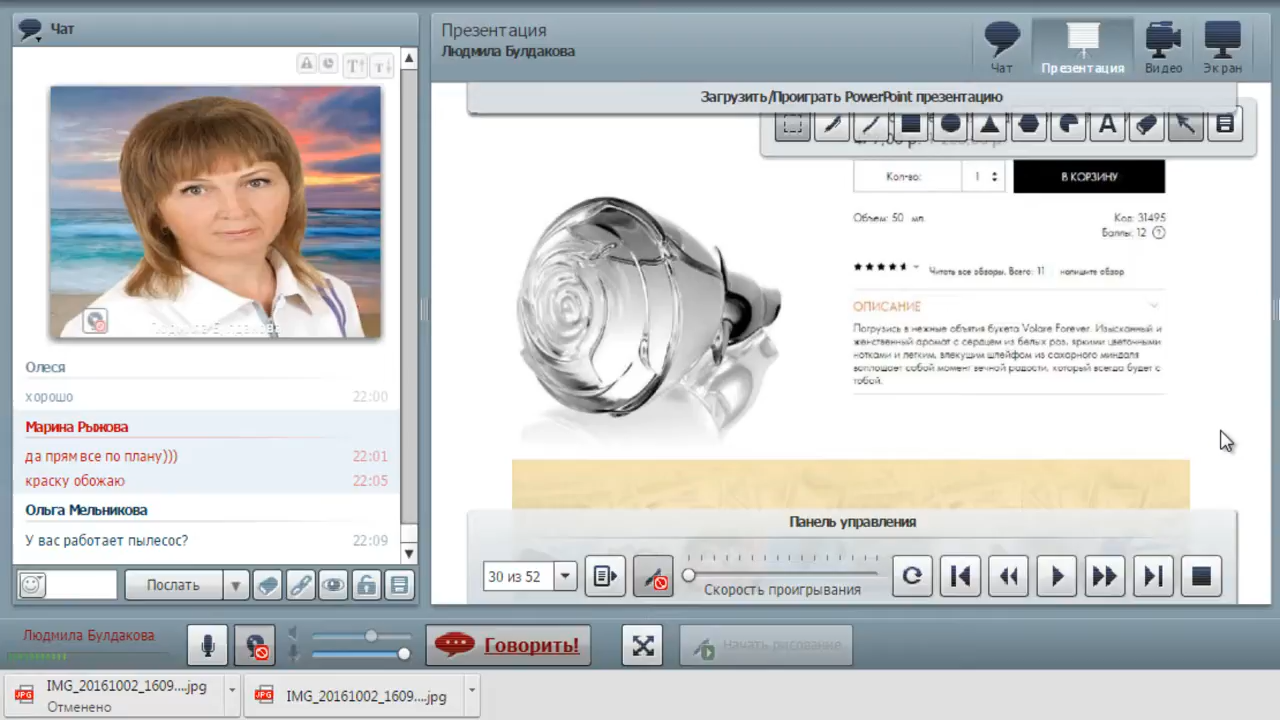 Чат
Олеся
хорошо 22:00
Марина Рыжова
да прям все по плану))) 22:01
краску обожаю 22:05
Ольга Мельникова
У вас работает пылесос? 22:09
Послать
Презентация
Людмила Булдакова
Чат
Презентация
Видео
Экран
Загрузить/Проиграть PowerPoint презентацию
A
Кол-во: 1
В КОРЗИНУ
Объем: 50 мл.
Код: 31495
Баллы: 12 ?
Читать все обзоры. Всего: 11 напишите обзор
ОПИСАНИЕ
Погрузись в нежные объятия букета Volare Forever. Изысканный и
женственный аромат с сердцем из белых роз, яркими цветочными
нотками и легким, влекущим шлейфом из сахарного миндаля
воплощает собой момент вечной радости, который всегда будет с
тобой.
Панель управления
30 из 52
Скорость проигрывания
Людмила Булдакова
Говорить!
Начать рисование
JPG IMG_20161002_1609....jpg
Отменено
JPG IMG_20161002_1609....jpg